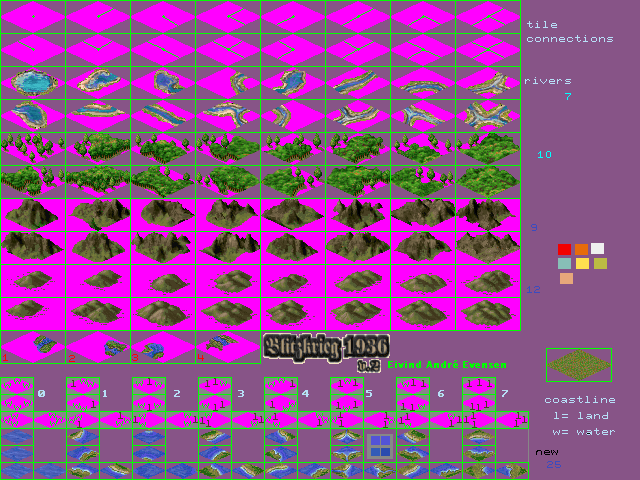 tile
connections
rivers
7
10
9
12
1 2 3 4
Blitzkrieg 1936
v.2
Eivind André Evensen
0 1 2 3 4 5 6 7
coastline
l= land
w= water
new